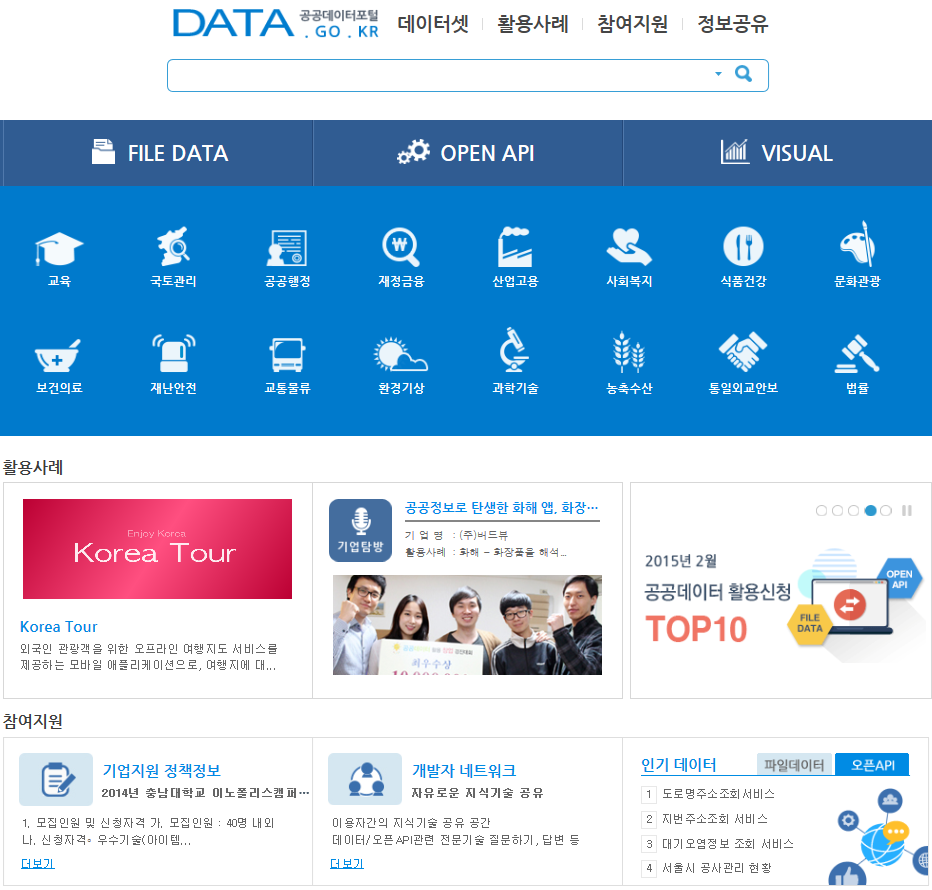 DATA 공공데이터포털
.GO.KR
데이터셋 활용사례 참여지원 정보공유
FILE DATA OPEN API VISUAL
교육 국토관리 공공행정 재정금융 산업고용 사회복지 식품건강 문화관광
보건의료 재난안전 교통물류 환경기상 과학기술 농축수산 통일외교안보 법률
활용사례
Enjoy Korea
Korea Tour
Korea Tour
외국인 관광객을 위한 오프라인 여행지도 서비스를
제공하는 모바일 애플리케이션으로, 여행지에 대...
기업탐방
공공정보로 탄생한 화해 앱, 화장…
기 업 명 : (주)버드뷰
활용사례 : 화해 - 화장품을 해석...
최우수상
2015년 2월
공공데이터 활용신청
TOP10
OPEN
API
FILE
DATA
참여지원
기업지원 정책정보
2014년 충남대학교 이노폴리스캠퍼…
1. 모집인원 및 신청자격 가. 모집인원 : 40명 내외
나. 신청자격* 우수기술(아이템...
더보기
개발자 네트워크
자유로운 지식기술 공유
이용자간의 지식기술 공유 공간
데이터/오픈API관련 전문기술 질문하기, 답변 등
더보기
인기 데이터 파일데이터 오픈API
1 도로명주소조회서비스
2 지번주소조회 서비스
3 대기오염정보 조회 서비스
4 서울시 공사관리 현황